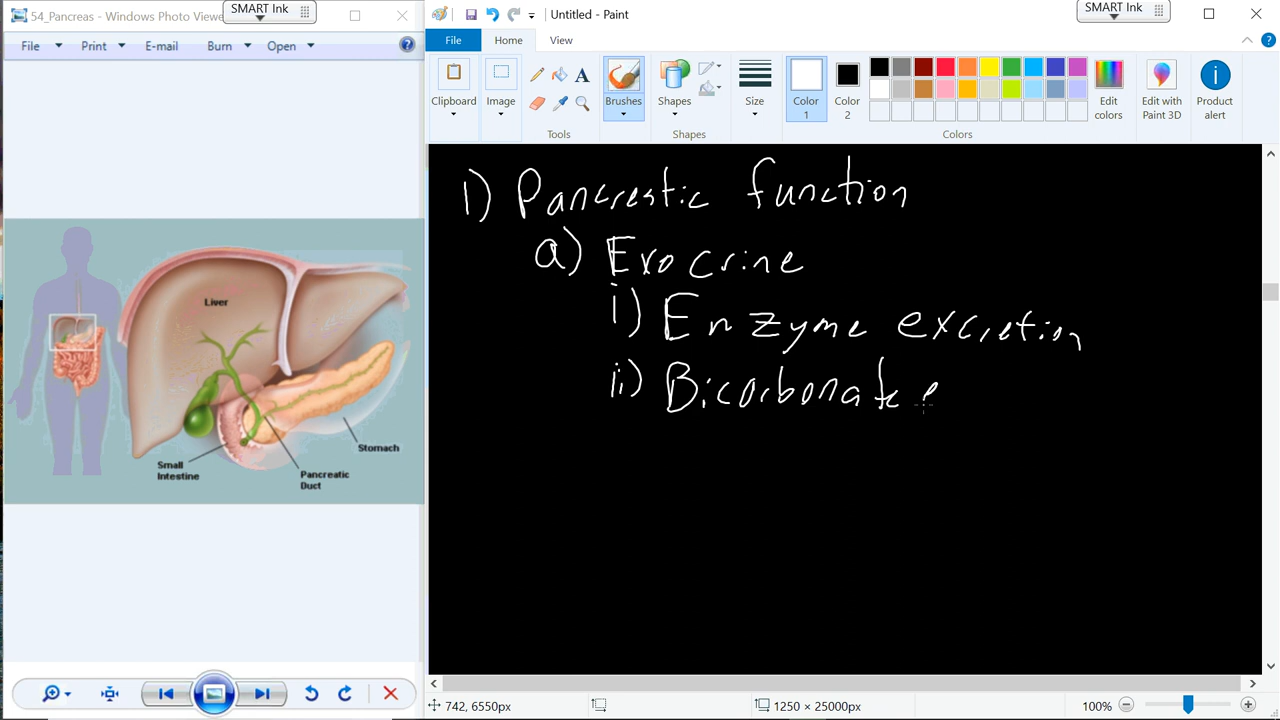 54_Pancreas - Windows Photo Viewe
SMART Ink
File Print E-mail Burn Open
Liver
Stomach
Small
Intestine
Pancreatic
Duct
Untitled - Paint
SMART Ink
File Home View
Clipboard
Image
Tools
Brushes
Shapes
Shapes
Size
Color
1
Color
2
Colors
Edit
colors
Edit with
Paint 3D
Product
alert
1) Pancreatic function
a) Exocrine
i) Enzyme excretion
ii) Bicarbonate e
742, 6550px
1250 × 25000px
100%